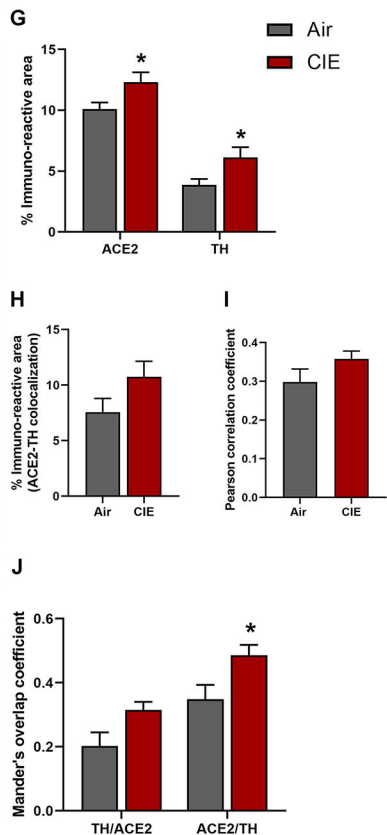 G
Air
CIE
% Immuno-reactive area
15
10
5
0
*
*
ACE2
TH
H
% Immuno-reactive area
(ACE2-TH colocalization)
15
10
5
0
Air
CIE
I
Pearson correlation coefficient
0.4
0.3
0.2
0.1
0.0
Air
CIE
J
Mander's overlap coefficient
0.6
0.4
0.2
0.0
*
TH/ACE2
ACE2/TH